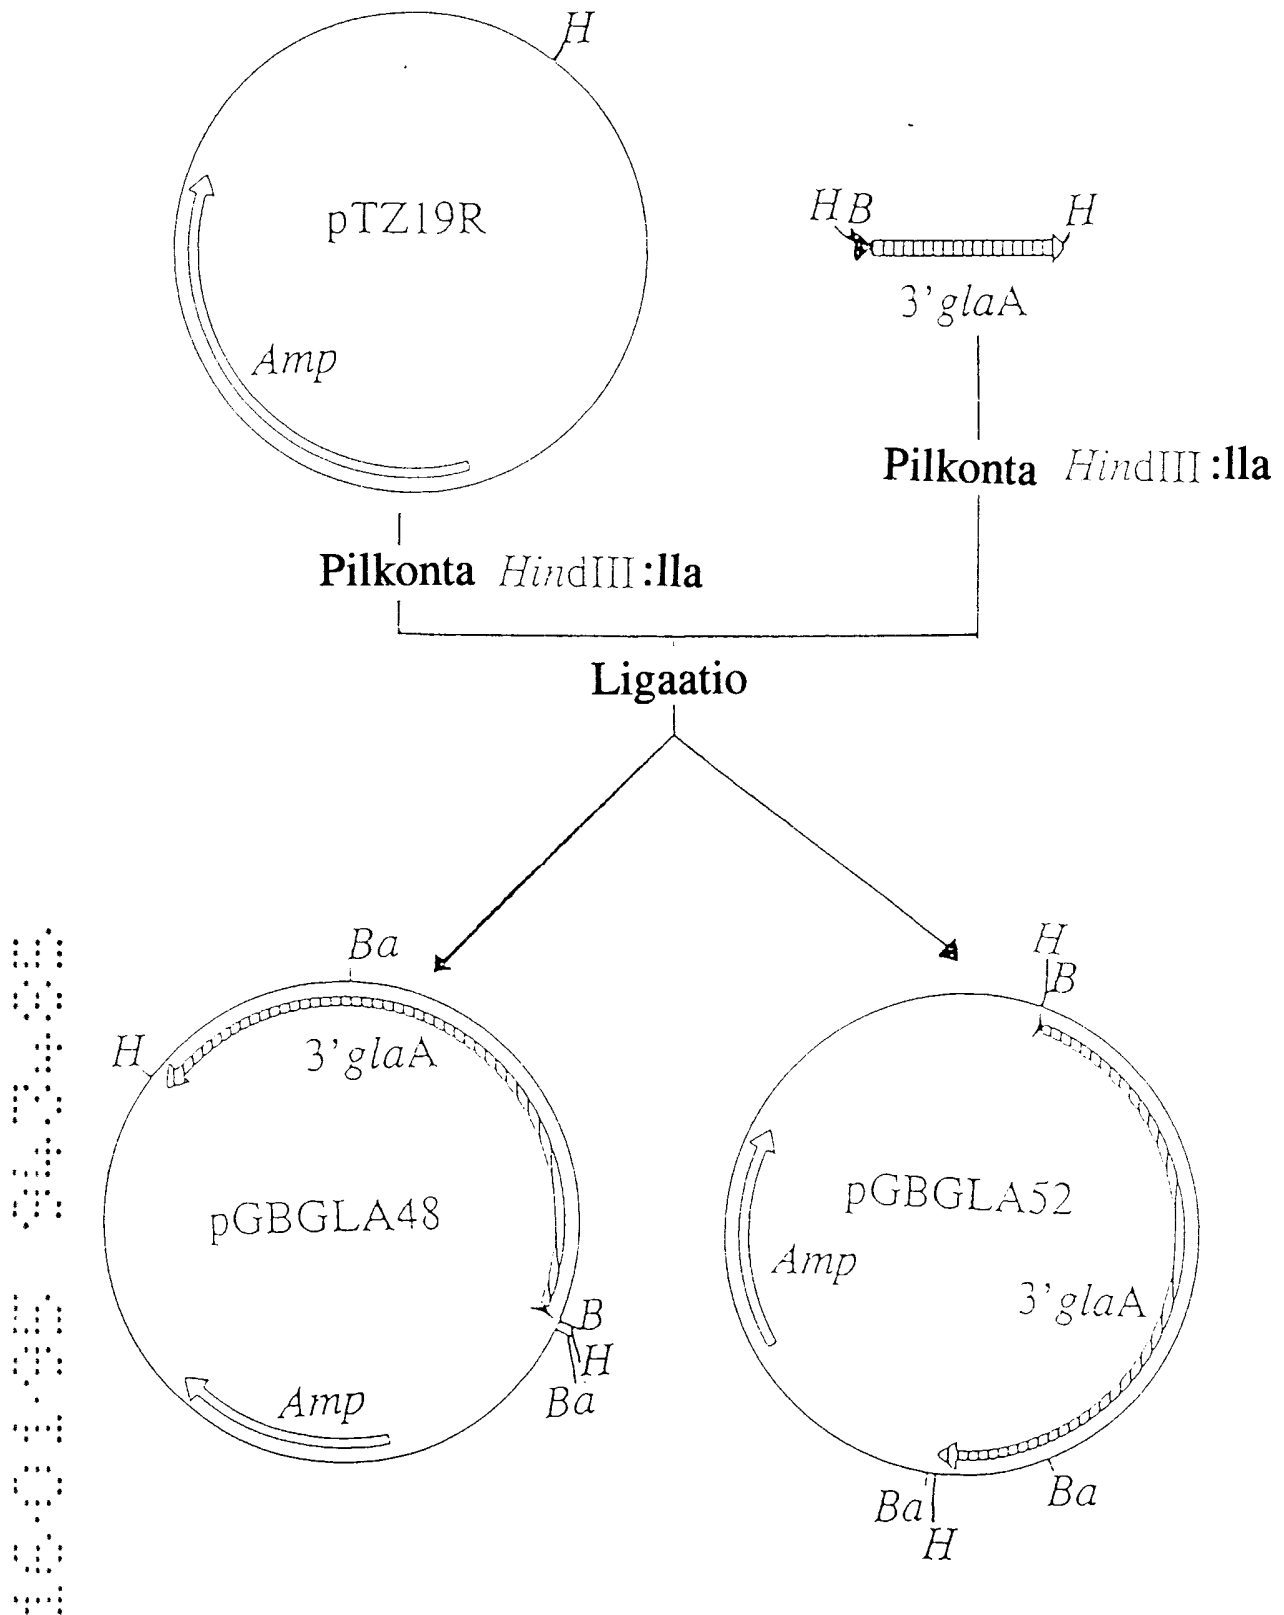 H
pTZ19R
Amp
H B H
3’glaA
Pilkonta HindIII :lla
Pilkonta HindIII :lla
Ligaatio
Ba
H
3’glaA
pGBGLA48
Amp
B
H
Ba
H
B
pGBGLA52
Amp
3’glaA
Ba
Ba
H